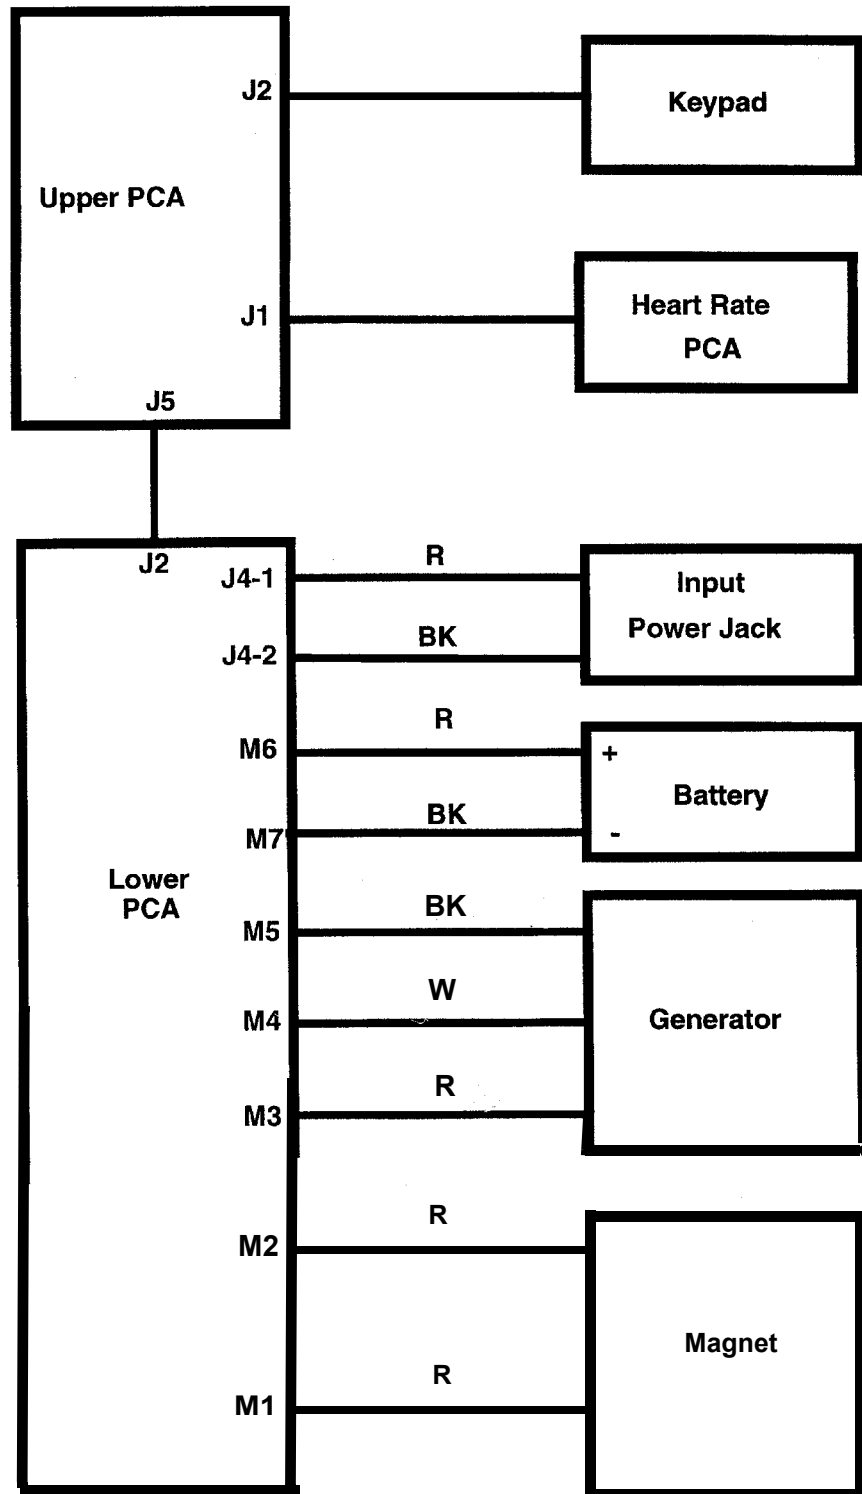 J2
Keypad
Upper PCA
J1
Heart Rate
PCA
J5
J2
J4-1
R
Input
Power Jack
J4-2
BK
M6
R
+
Battery
M7
BK
-
Lower
PCA
M5
BK
M4
W
Generator
M3
R
M2
R
Magnet
M1
R